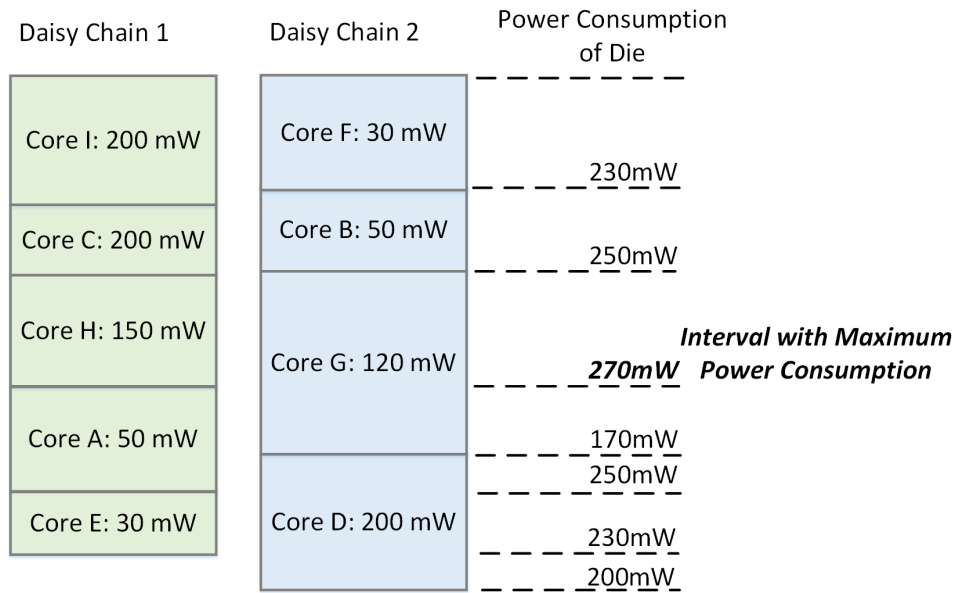 Daisy Chain 1
Daisy Chain 2
Power Consumption
of Die
Core I: 200 mW
Core C: 200 mW
Core H: 150 mW
Core A: 50 mW
Core E: 30 mW
Core F: 30 mW
Core B: 50 mW
Core G: 120 mW
Core D: 200 mW
230mW
250mW
270mW
170mW
250mW
230mW
200mW
Interval with Maximum
Power Consumption